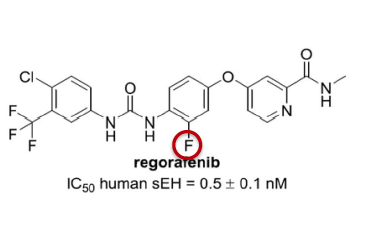 Cl
O
O
O
F
F
F
N
H
N
H
N
N
H
F
regorafenib
IC50 human sEH = 0.5 ± 0.1 nM